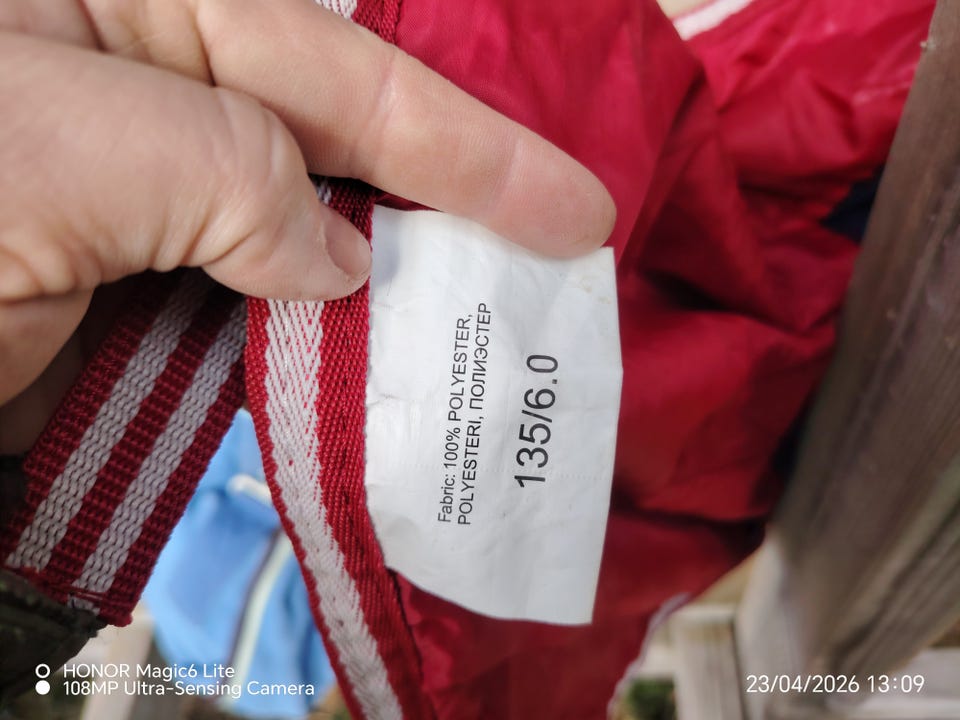 Fabric: 100% POLYESTER,
POLYESTERI, ПОЛИЭСТЕР
135/6.0
HONOR Magic6 Lite
108MP Ultra-Sensing Camera
23/04/2026 13:09